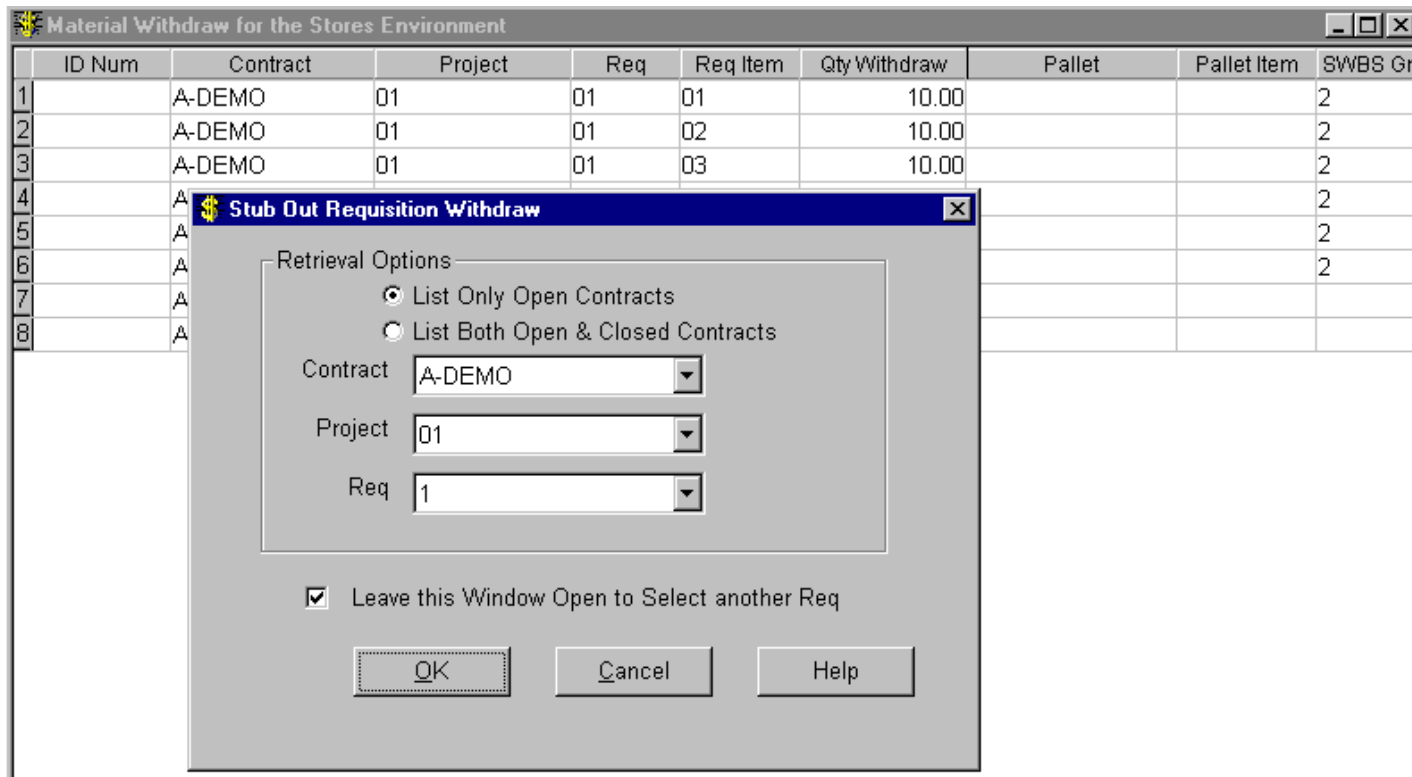 Material Withdraw for the Stores Environment
ID Num Contract Project Req Req Item Qty Withdraw Pallet Pallet Item SWBS Gr
1 A-DEMO 01 01 01 10.00 2
2 A-DEMO 01 01 02 10.00 2
3 A-DEMO 01 01 03 10.00 2
4 A 2
5 A 2
6 A 2
7 A
8 A
Stub Out Requisition Withdraw
Retrieval Options
List Only Open Contracts
List Both Open & Closed Contracts
Contract A-DEMO
Project 01
Req 1
Leave this Window Open to Select another Req
OK Cancel Help